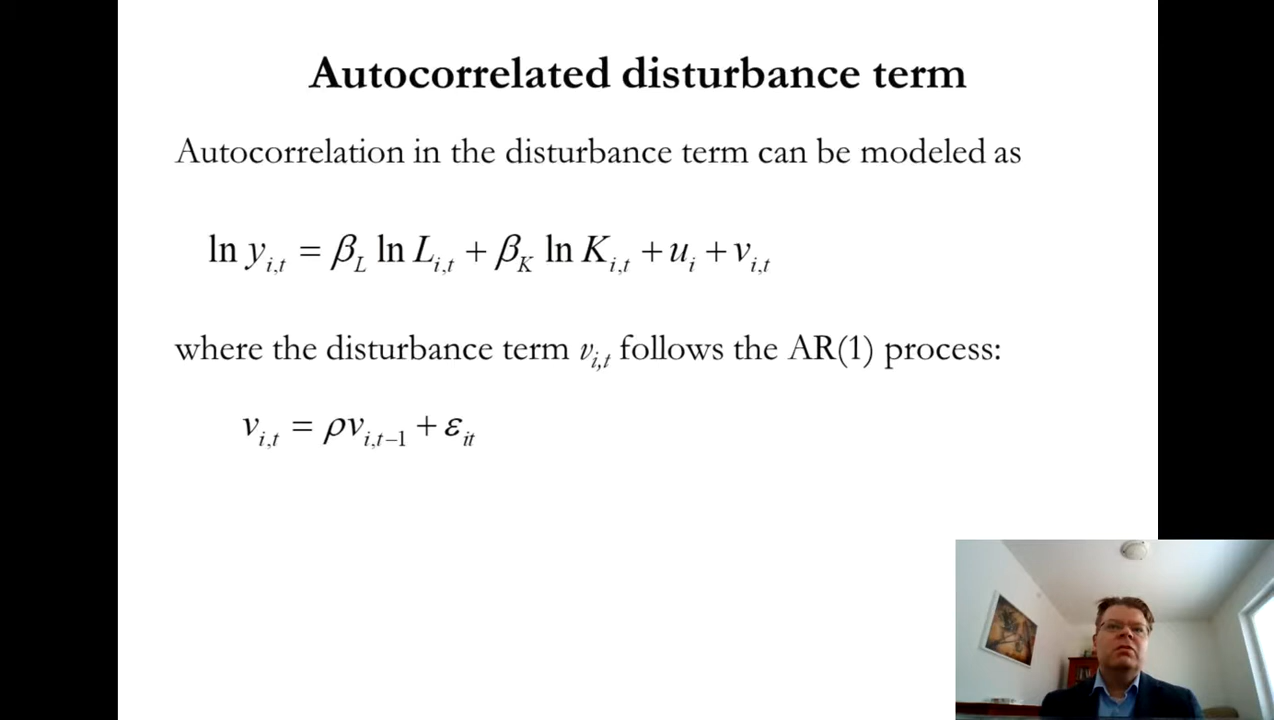 Autocorrelated disturbance term
Autocorrelation in the disturbance term can be modeled as
ln y_{i,t} = β_L ln L_{i,t} + β_K ln K_{i,t} + u_i + v_{i,t}
where the disturbance term v_{i,t} follows the AR(1) process:
v_{i,t} = ρv_{i,t−1} + ε_{it}